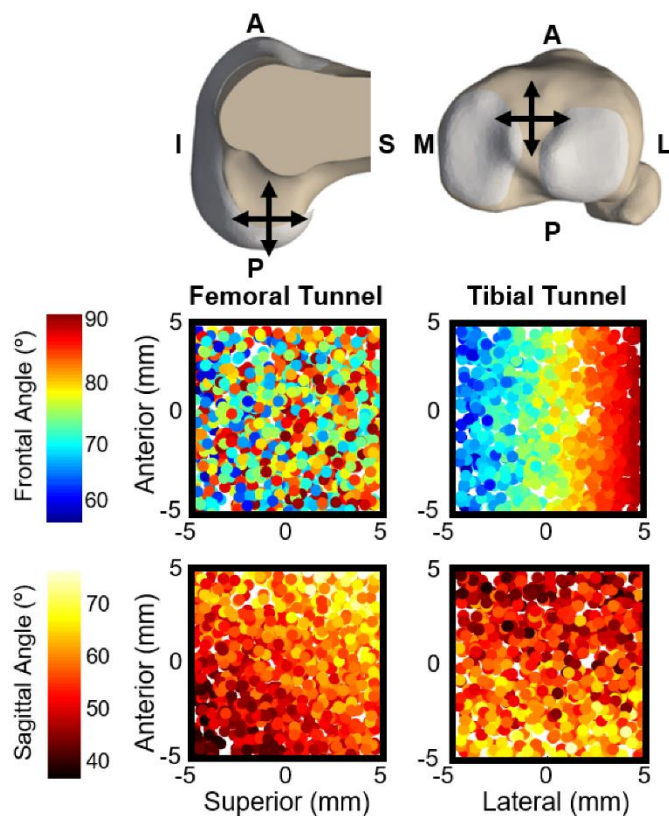 A
A
I
S
M
L
P
P
Femoral Tunnel
Tibial Tunnel
Frontal Angle (°)
90
80
70
60
Anterior (mm)
5
0
-5
-5
0
5
5
0
-5
-5
0
5
Sagittal Angle (°)
70
60
50
40
Anterior (mm)
5
0
-5
-5
0
5
Superior (mm)
5
0
-5
-5
0
5
Lateral (mm)